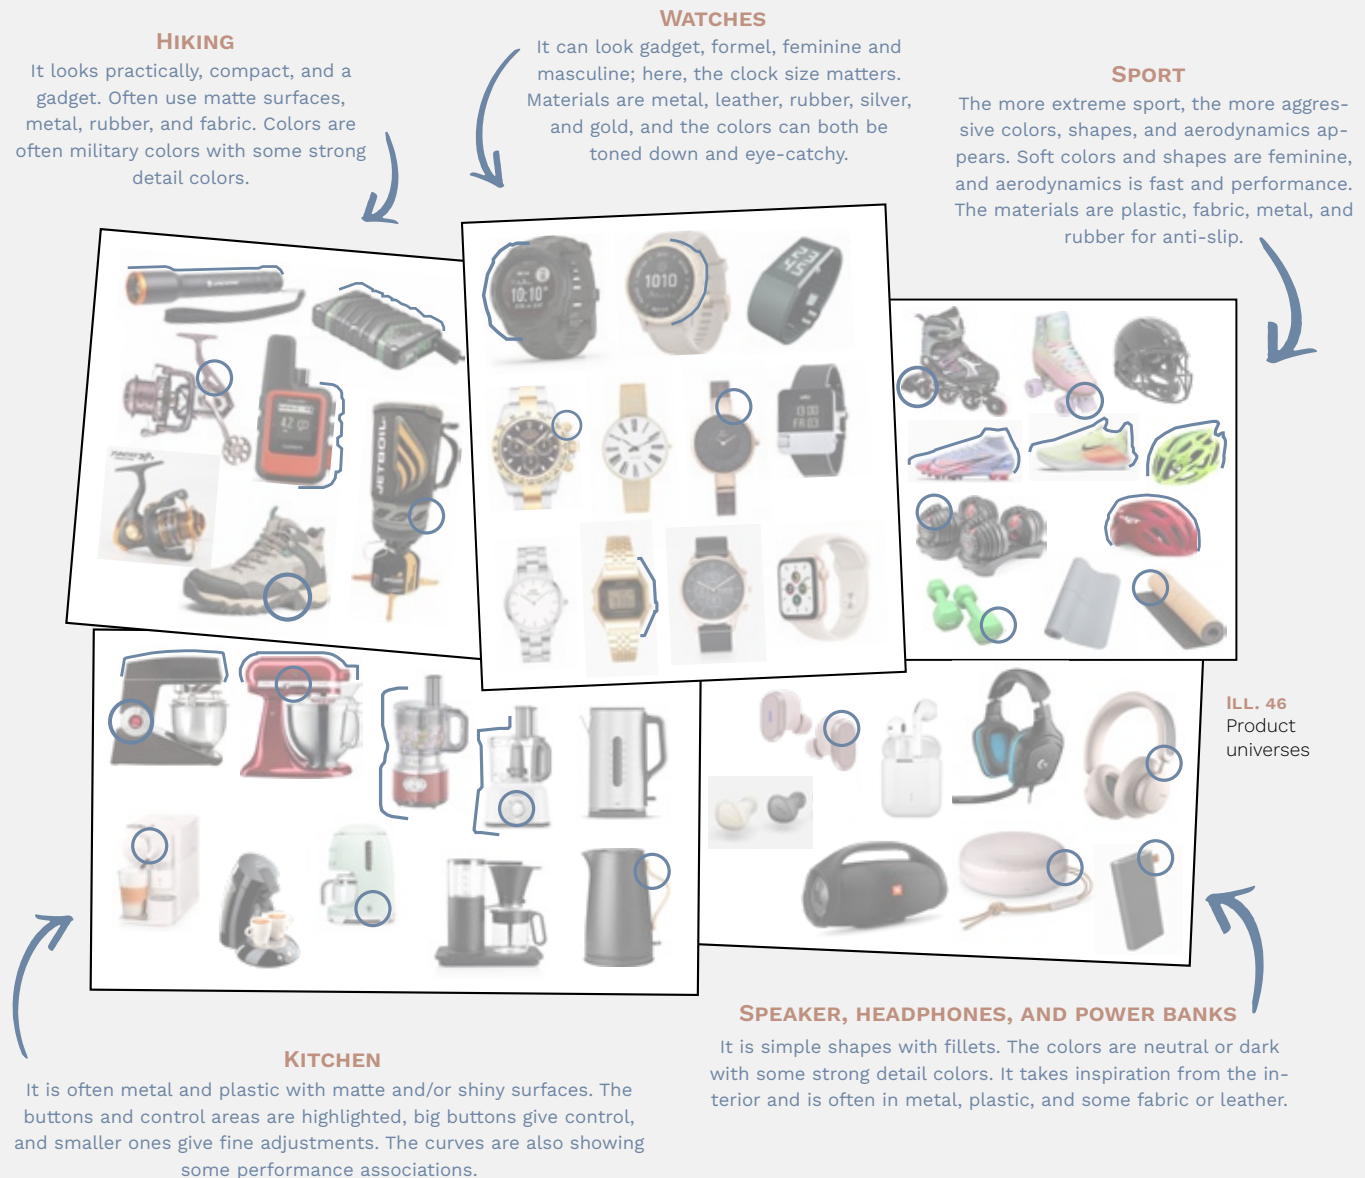 HIKING
It looks practically, compact, and a
gadget. Often use matte surfaces,
metal, rubber, and fabric. Colors are
often military colors with some strong
detail colors.
WATCHES
It can look gadget, formel, feminine and
masculine; here, the clock size matters.
Materials are metal, leather, rubber, silver,
and gold, and the colors can both be
toned down and eye-catchy.
SPORT
The more extreme sport, the more aggres-
sive colors, shapes, and aerodynamics ap-
pears. Soft colors and shapes are feminine,
and aerodynamics is fast and performance.
The materials are plastic, fabric, metal, and
rubber for anti-slip.
JETBOIL
10:10
1010
13:00
FRI 03
JBL
ILL. 46
Product
universes
KITCHEN
It is often metal and plastic with matte and/or shiny surfaces. The
buttons and control areas are highlighted, big buttons give control,
and smaller ones give fine adjustments. The curves are also showing
some performance associations.
SPEAKER, HEADPHONES, AND POWER BANKS
It is simple shapes with fillets. The colors are neutral or dark
with some strong detail colors. It takes inspiration from the in-
terior and is often in metal, plastic, and some fabric or leather.